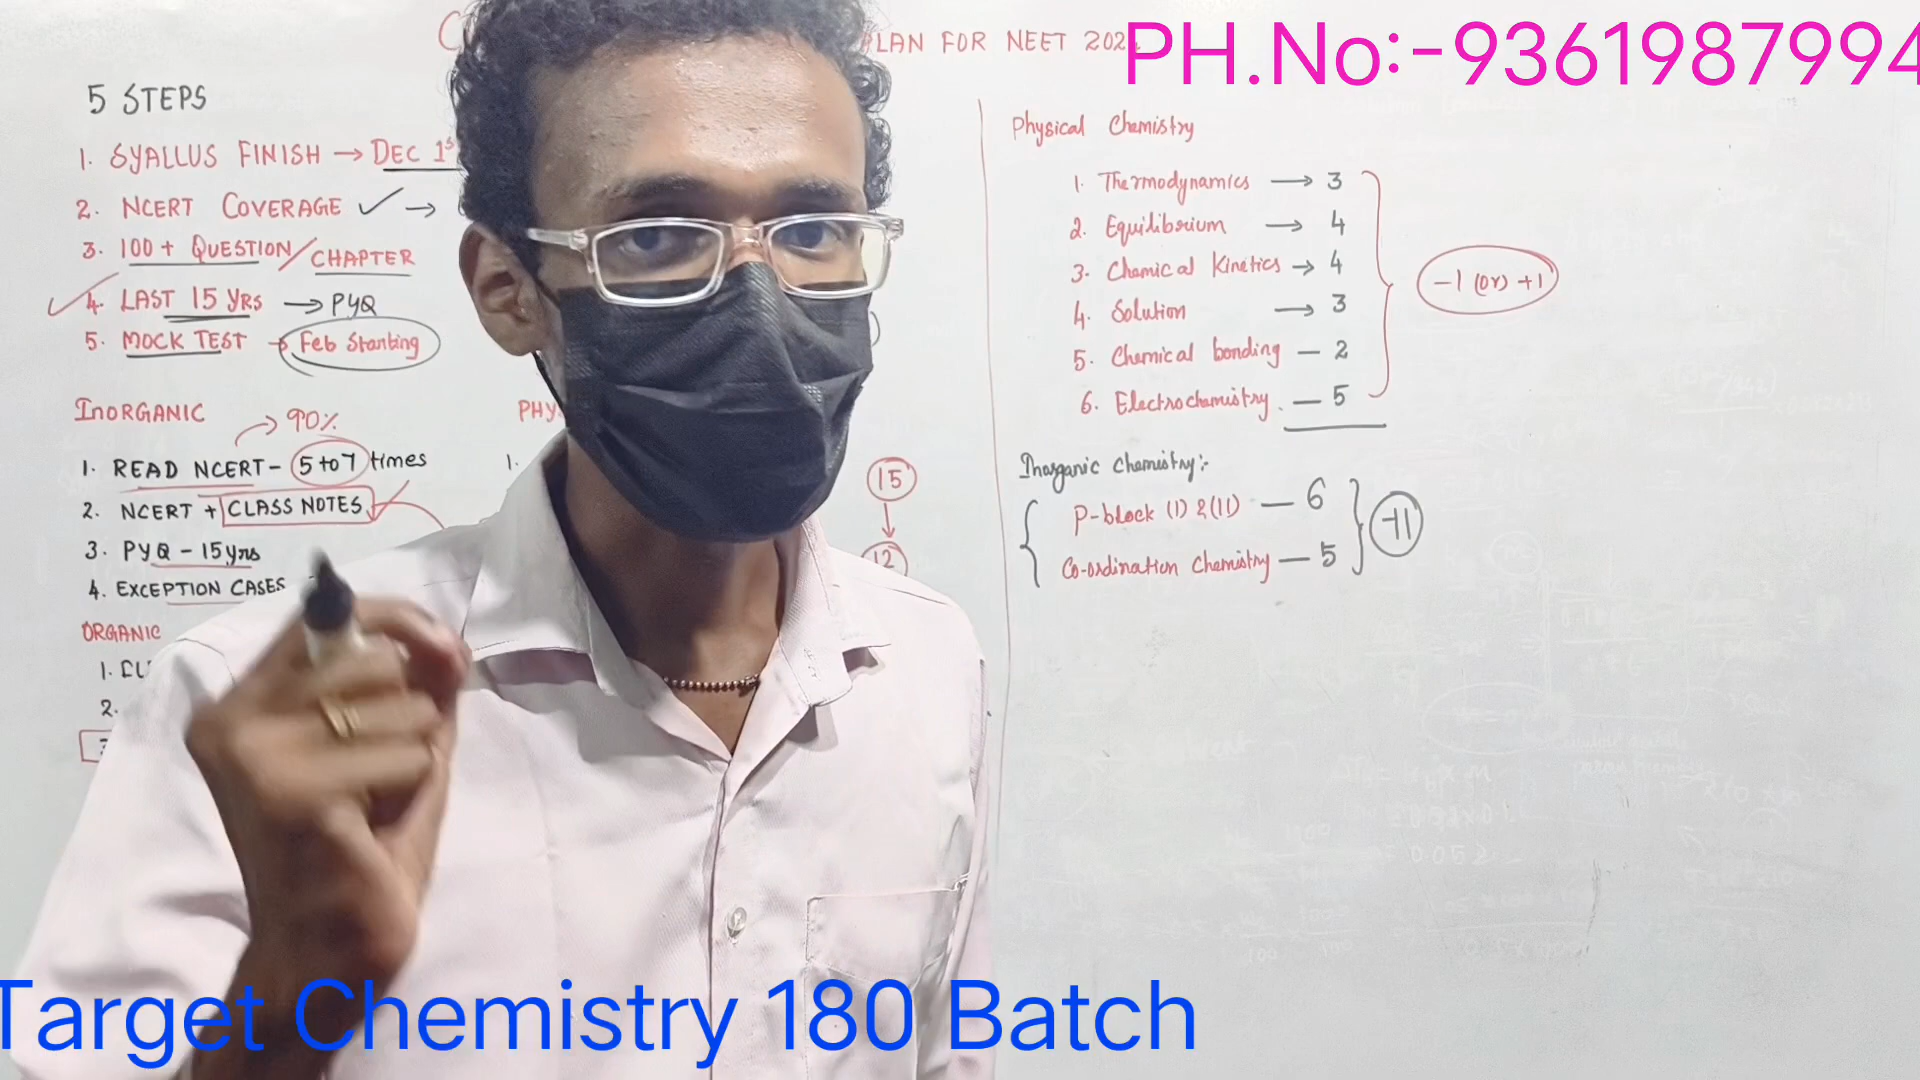 PLAN FOR NEET 202
PH.No:-9361987994
5 STEPS
1. SYALLUS FINISH → DEC 1S
2. NCERT COVERAGE ✓ →
3. 100+ QUESTION/CHAPTER
4. LAST 15 YRS → PYQ
5. MOCK TEST → Feb Starting
INORGANIC
→ 90%
1. READ NCERT - 5 to 7 times
2. NCERT + CLASS NOTES
3. PYQ - 15 yrs
4. EXCEPTION CASES
ORGANIC
1.
2.
PHY
1.
15
↓
12
Physical Chemistry
1. Thermodynamics → 3
2. Equilibrium → 4
3. Chemical Kinetics → 4
4. Solution → 3
5. Chemical bonding - 2
6. Electrochemistry. - 5
-1 (or) +1
Inorganic Chemistry:-
P-block (I) & (II) - 6
Co-ordination Chemistry - 5
11
Target Chemistry 180 Batch